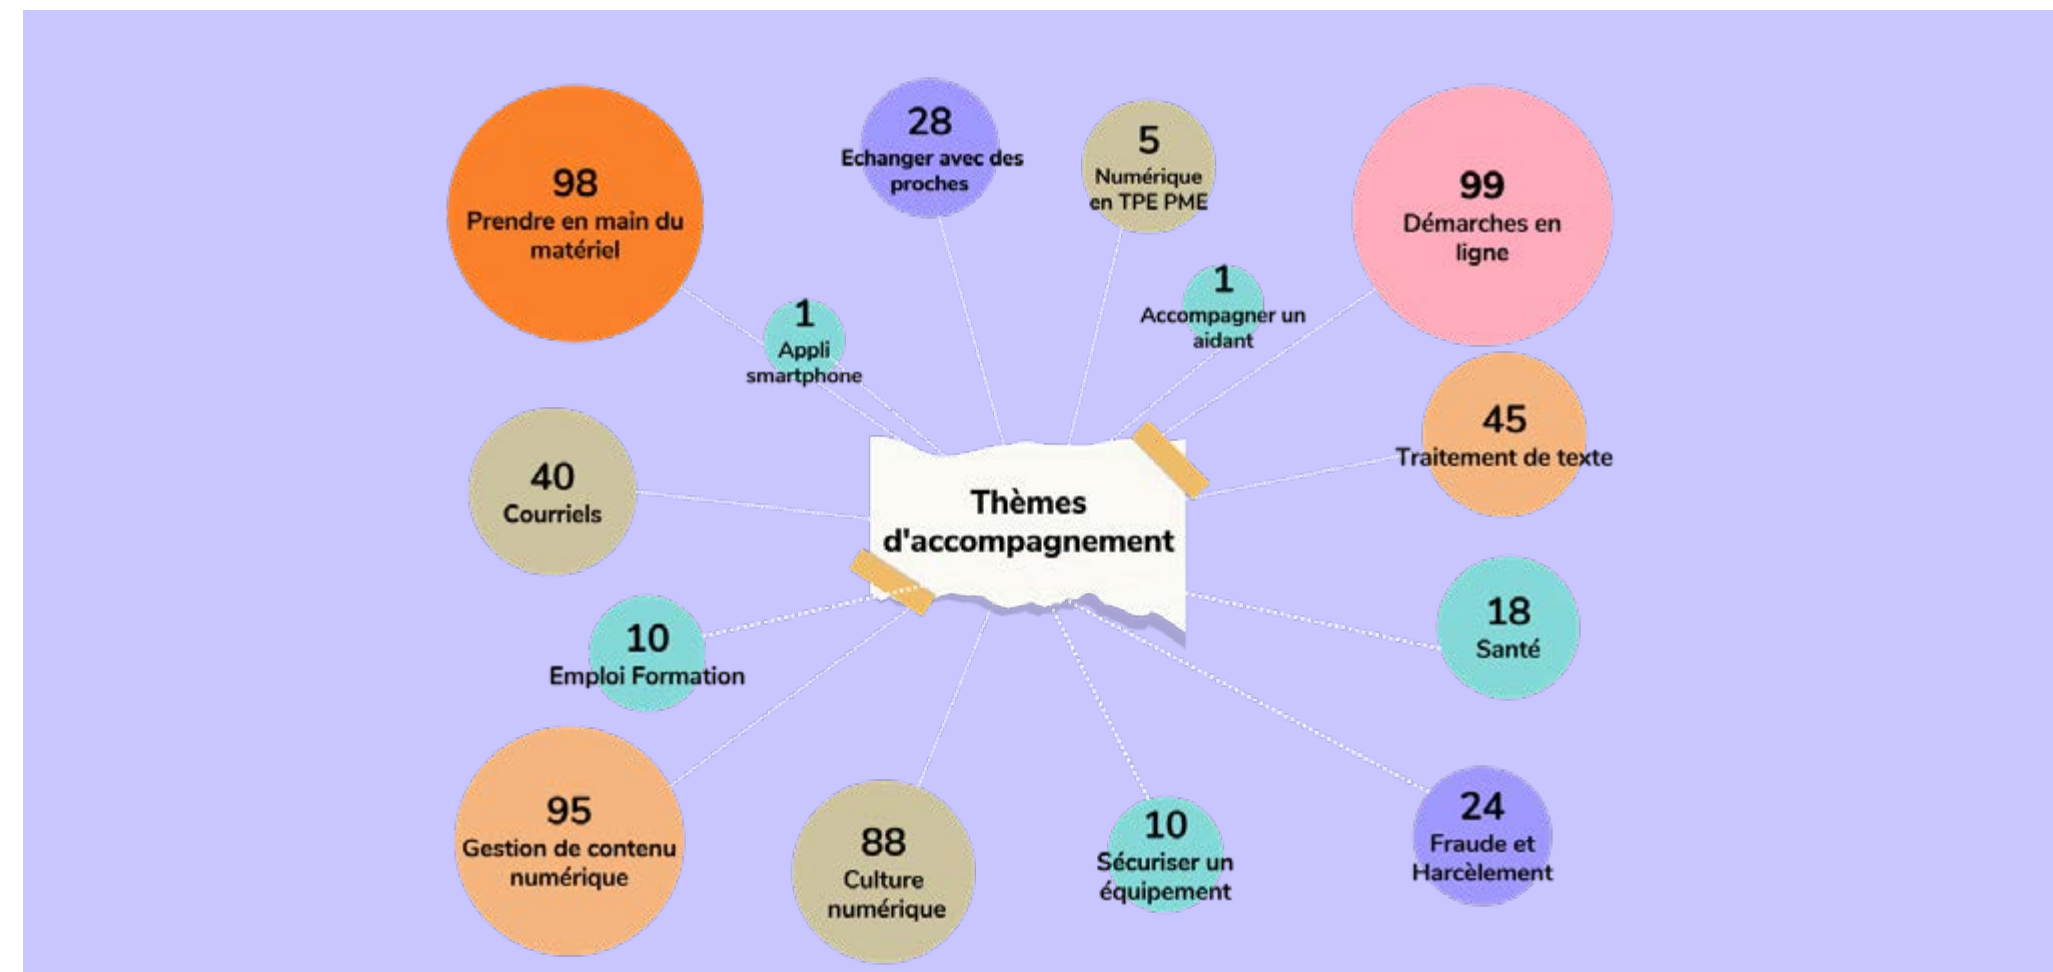 98
Prendre en main du
matériel
28
Echanger avec des
proches
5
Numérique
en TPE PME
99
Démarches en
ligne
1
Appli
smartphone
1
Accompagner un
aidant
40
Courriels
Thèmes
d'accompagnement
45
Traitement de texte
10
Emploi Formation
18
Santé
95
Gestion de contenu
numérique
88
Culture
numérique
10
Sécuriser un
équipement
24
Fraude et
Harcèlement